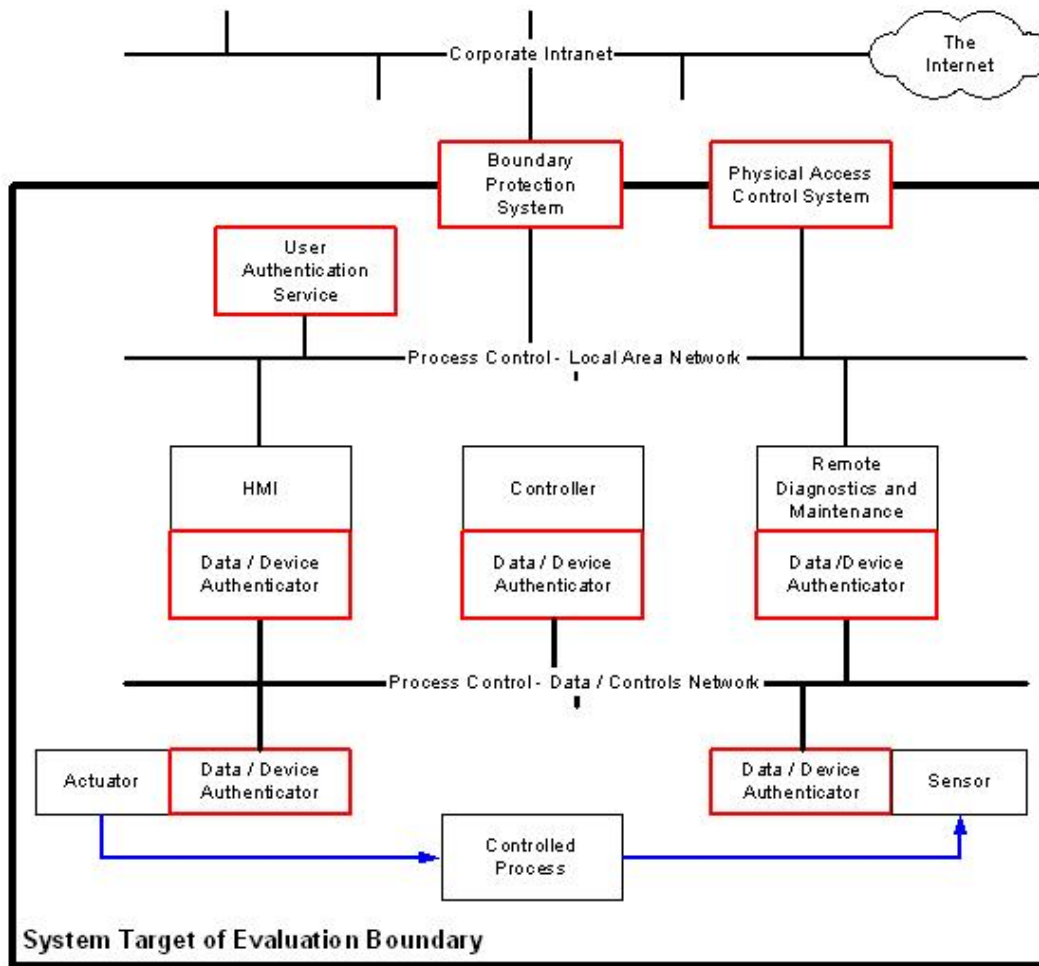 Corporate Intranet
The
Internet
Boundary
Protection
System
Physical Access
Control System
User
Authentication
Service
Process Control - Local Area Network
HMI
Controller
Remote
Diagnostics and
Maintenance
Data / Device
Authenticator
Data / Device
Authenticator
Data /Device
Authenticator
Process Control - Data / Controls Network
Actuator
Data / Device
Authenticator
Data / Device
Authenticator
Sensor
Controlled
Process
System Target of Evaluation Boundary